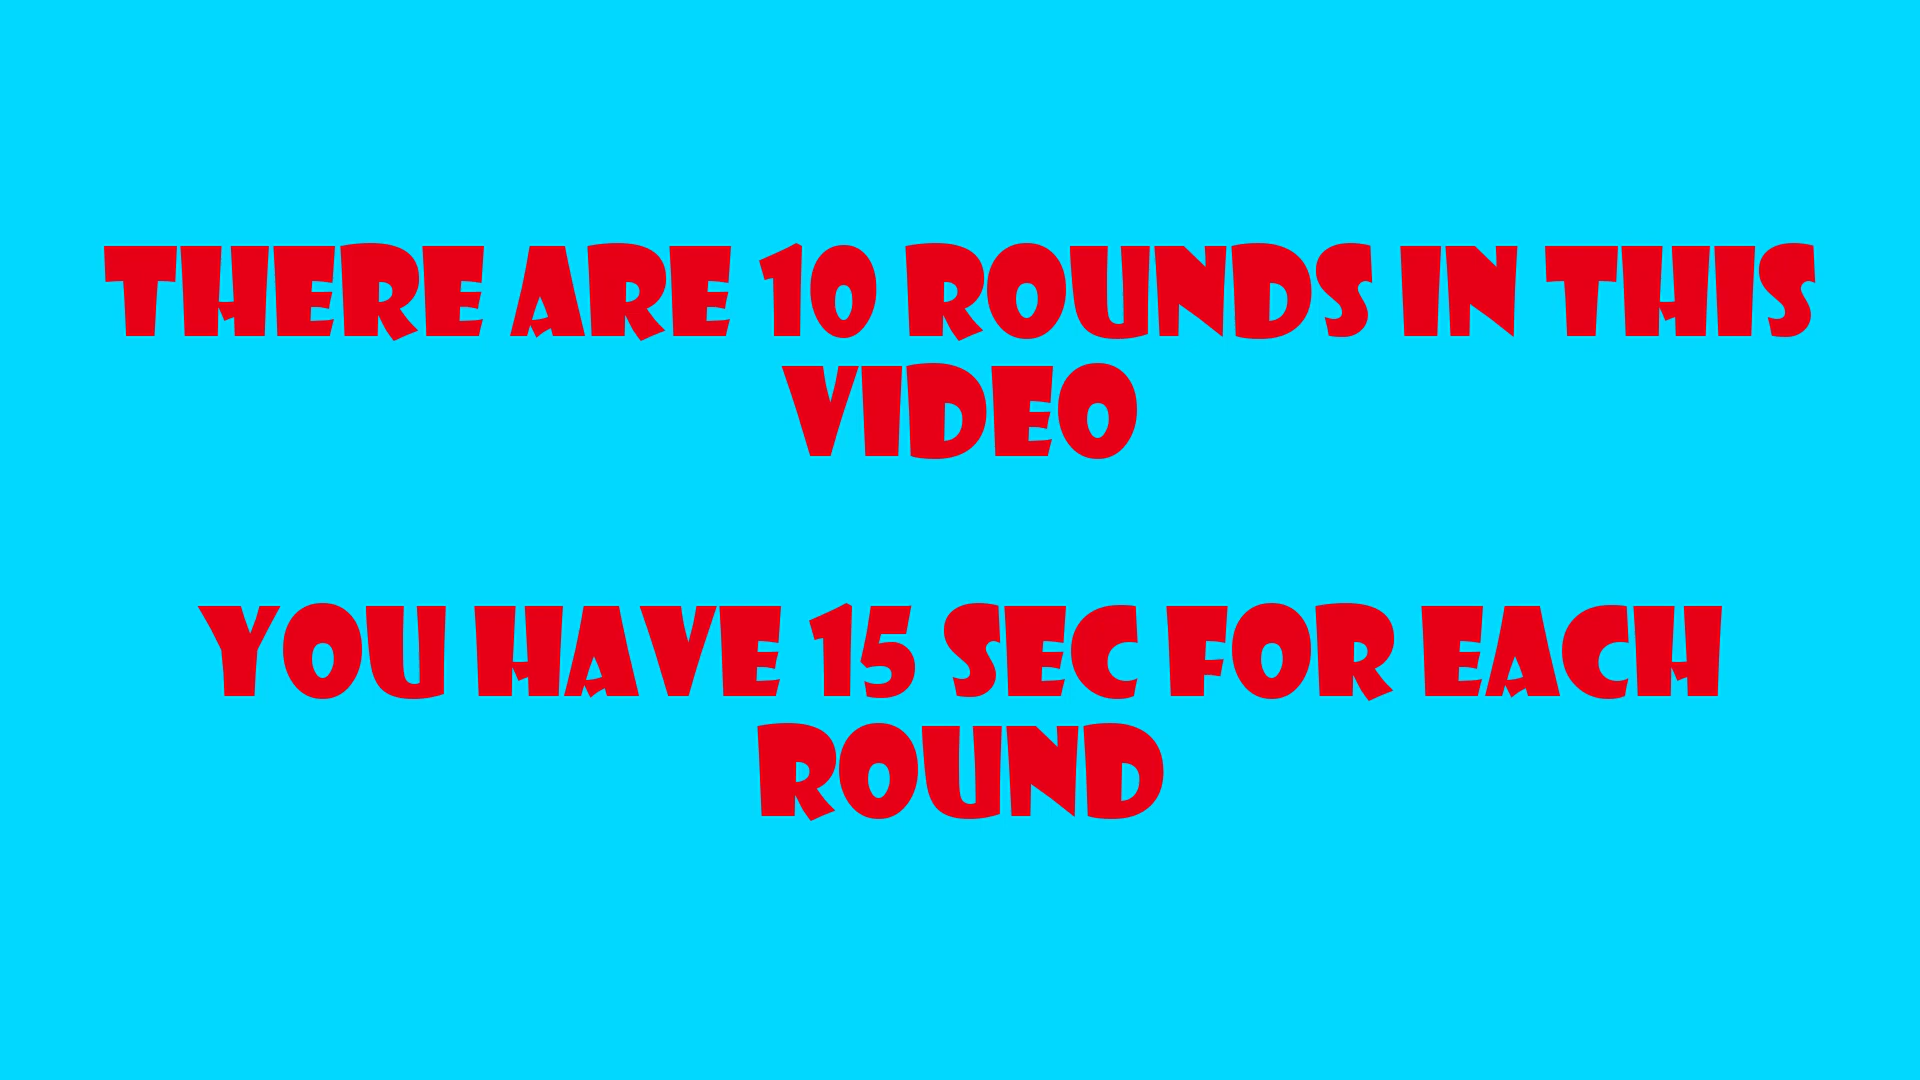 THERE ARE 10 ROUNDS IN THIS
VIDEO
YOU HAVE 15 SEC FOR EACH
ROUND